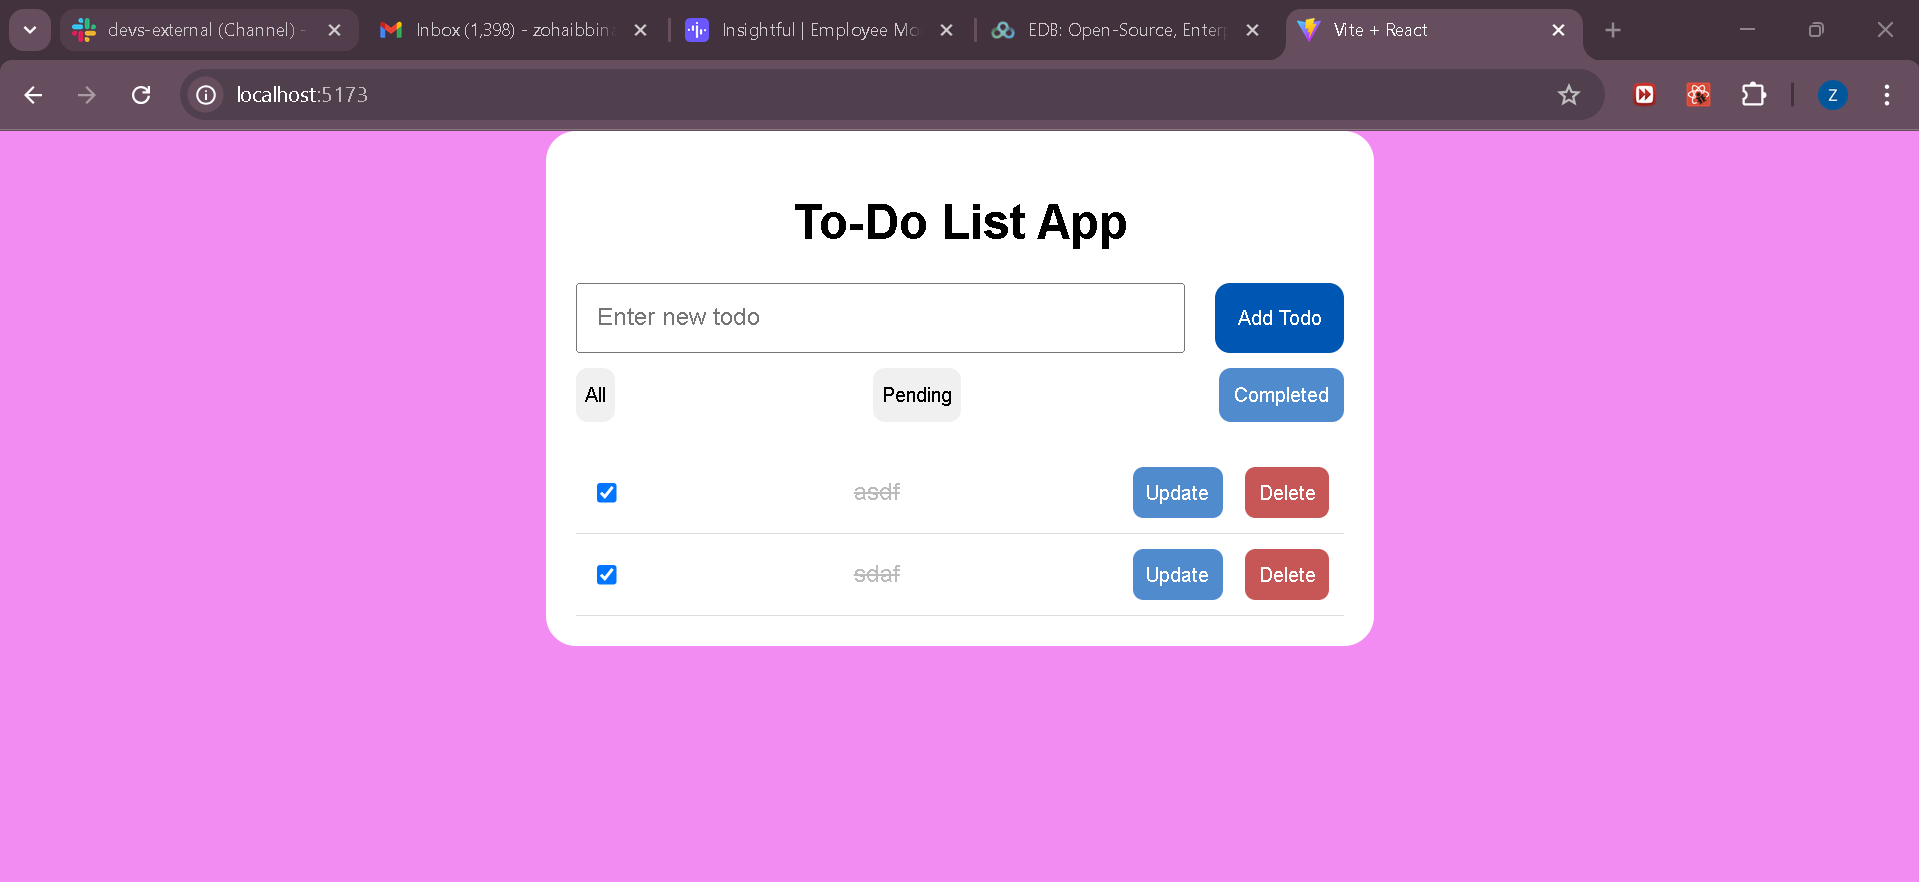 devs-external (Channel) -
Inbox (1,398) - zohaibbin
Insightful | Employee Mo
EDB: Open-Source, Enter
Vite + React
localhost:5173
Z
To-Do List App
Enter new todo
Add Todo
All
Pending
Completed
asdf
Update
Delete
sdaf
Update
Delete